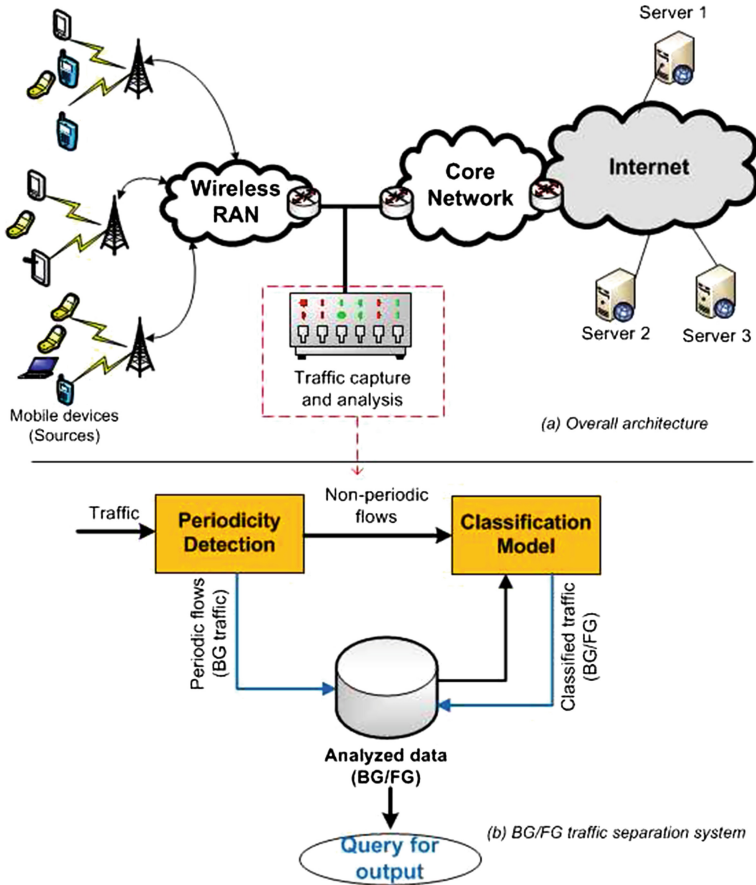 Server 1
Wireless
RAN
Core
Network
Internet
Server 2
Server 3
Traffic capture
and analysis
Mobile devices
(Sources)
(a) Overall architecture
Traffic
Periodicity
Detection
Non-periodic
flows
Classification
Model
Periodic flows
(BG traffic)
Classified traffic
(BG/FG)
Analyzed data
(BG/FG)
Query for
output
(b) BG/FG traffic separation system